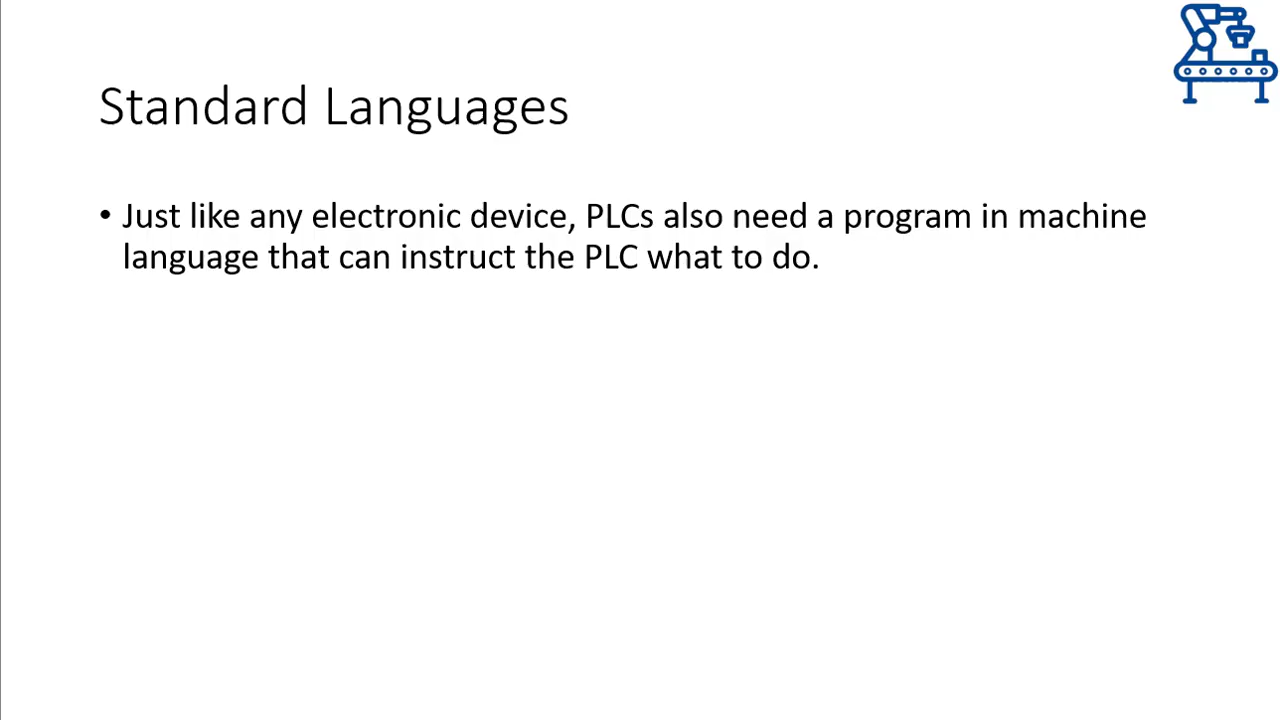 Standard Languages
• Just like any electronic device, PLCs also need a program in machine
language that can instruct the PLC what to do.